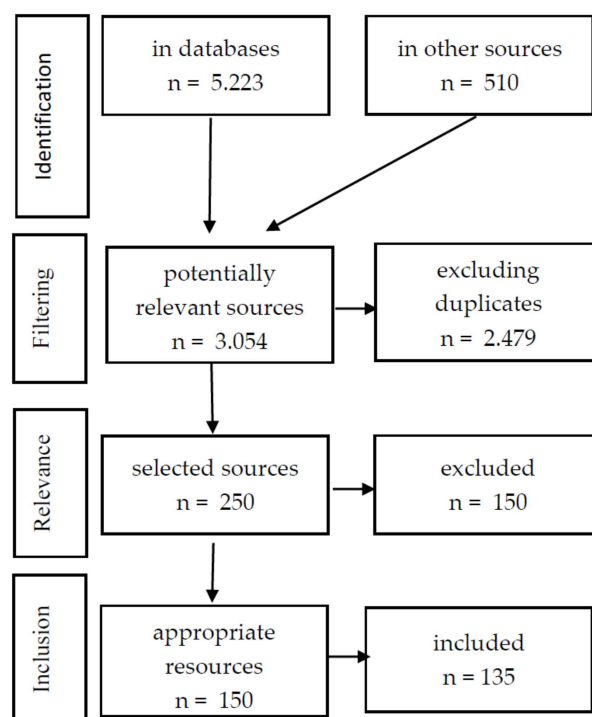 Identification
in databases
n = 5.223
in other sources
n = 510
Filtering
potentially
relevant sources
n = 3.054
excluding
duplicates
n = 2.479
Relevance
selected sources
n = 250
excluded
n = 150
Inclusion
appropriate
resources
n = 150
included
n = 135